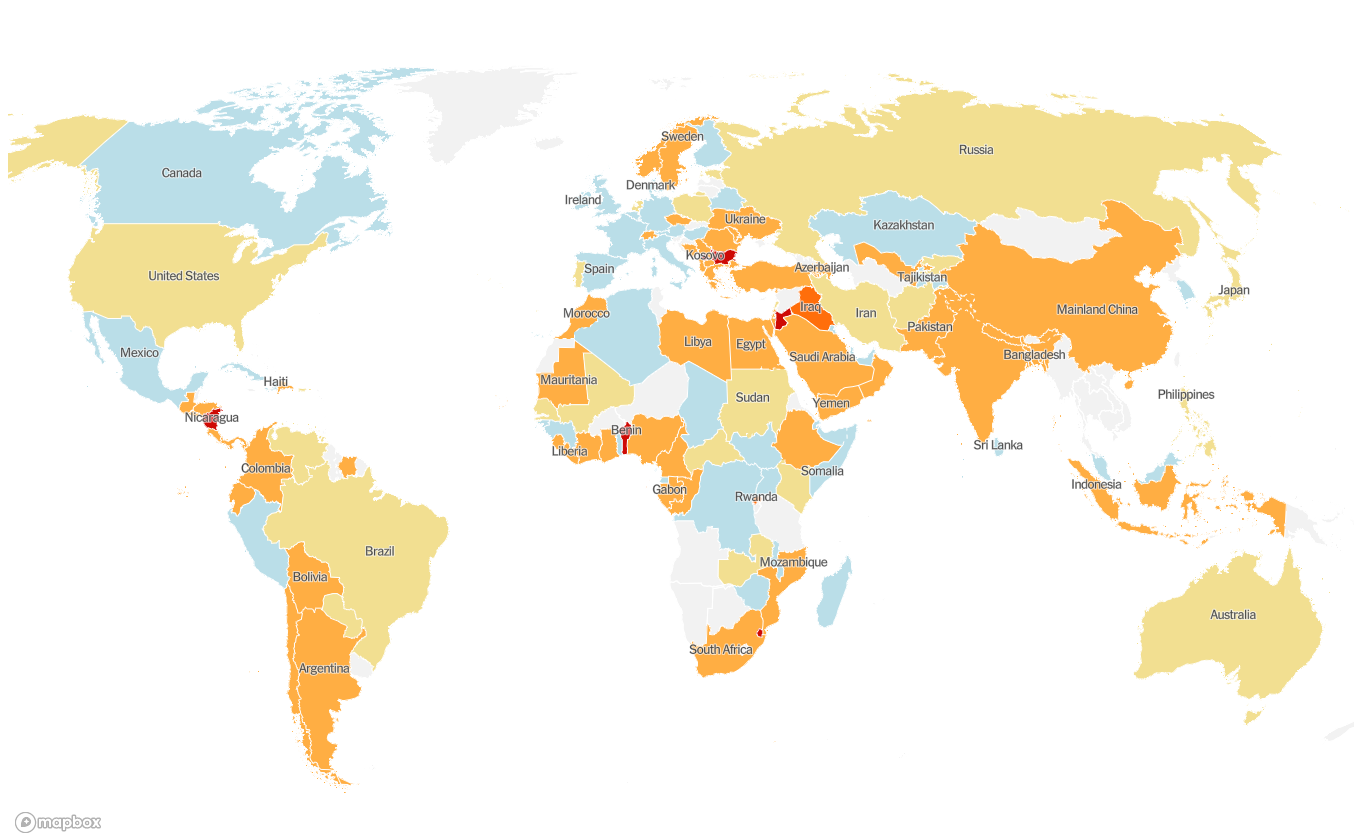 Sweden
Russia
Canada
Denmark
Ireland
Ukraine
Kazakhstan
Kosovo
Azerbaijan
Spain
United States
Tajikistan
Japan
Morocco
Iraq
Iran
Mainland China
Pakistan
Libya
Egypt
Mexico
Saudi Arabia
Bangladesh
Haiti
Mauritania
Sudan
Philippines
Yemen
Nicaragua
Benin
Sri Lanka
Liberia
Colombia
Somalia
Indonesia
Gabon
Rwanda
Brazil
Mozambique
Bolivia
Australia
South Africa
Argentina
mapbox